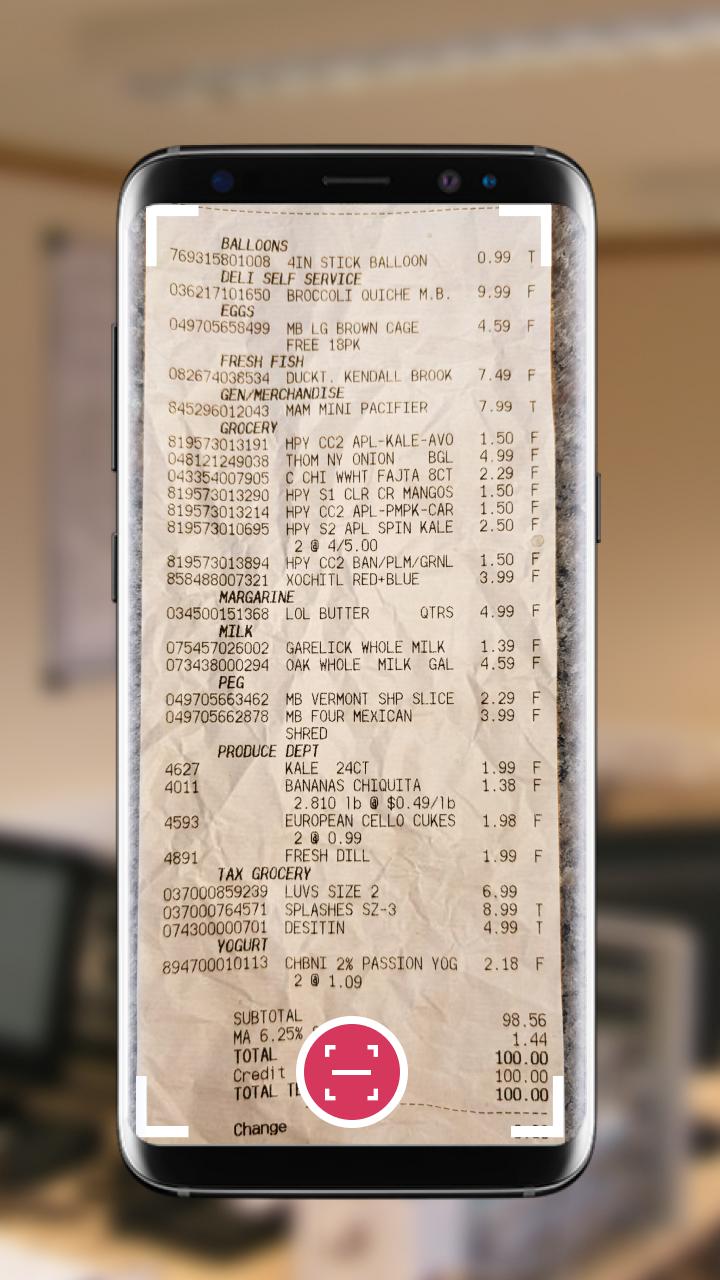 BALLOONS
769315801008 4IN STICK BALLOON 0.99 T
DELI SELF SERVICE
036217101650 BROCCOLI QUICHE M.B. 9.99 F
EGGS
049705658499 MB LG BROWN CAGE 4.59 F
FREE 18PK
FRESH FISH
082674038534 DUCKT. KENDALL BROOK 7.49 F
GEN/MERCHANDISE
845296012043 MAM MINI PACIFIER 7.99 T
GROCERY
819573013191 HPY CC2 APL-KALE-AVO 1.50 F
048121249038 THOM NY ONION BGL 4.99 F
043354007905 C CHI WWHT FAJTA 8CT 2.29 F
819573013290 HPY S1 CLR CR MANGOS 1.50 F
819573013214 HPY CC2 APL-PMPK-CAR 1.50 F
819573010695 HPY S2 APL SPIN KALE 2.50 F
2 @ 4/5.00
819573013894 HPY CC2 BAN/PLM/GRNL 1.50 F
858488007321 XOCHITL RED+BLUE 3.99 F
MARGARINE
034500151368 LOL BUTTER QTRS 4.99 F
MILK
075457026002 GARELICK WHOLE MILK 1.39 F
073438000294 OAK WHOLE MILK GAL 4.59 F
PEG
049705663462 MB VERMONT SHP SLICE 2.29 F
049705662878 MB FOUR MEXICAN 3.99 F
SHRED
PRODUCE DEPT
4627 KALE 24CT 1.99 F
4011 BANANAS CHIQUITA 1.38 F
2.810 lb @ $0.49/lb
4593 EUROPEAN CELLO CUKES 1.98 F
2 @ 0.99
4891 FRESH DILL 1.99 F
TAX GROCERY
037000859239 LUVS SIZE 2 6.99
037000764571 SPLASHES SZ-3 8.99 T
074300000701 DESITIN 4.99 T
YOGURT
894700010113 CHBNI 2% PASSION YOG 2.18 F
2 @ 1.09
SUBTOTAL 98.56
MA 6.25% 1.44
TOTAL 100.00
Credit 100.00
TOTAL 100.00
Change